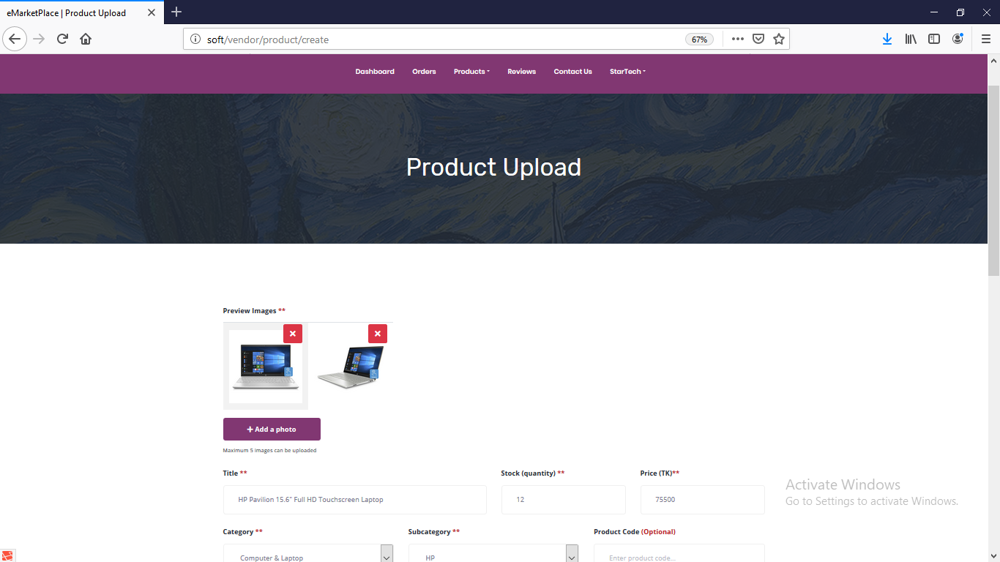 eMarketPlace | Product Upload
soft/vendor/product/create
67%
Dashboard Orders Products Reviews Contact Us StarTech
Product Upload
Preview Images **
Add a photo
Maximum 5 images can be uploaded
Title ** Stock (quantity) ** Price (TK)**
HP Pavilion 15.6" Full HD Touchscreen Laptop 12 75500
Activate Windows
Go to Settings to activate Windows.
Category ** Subcategory ** Product Code (Optional)
Computer & Laptop HP Enter product code...